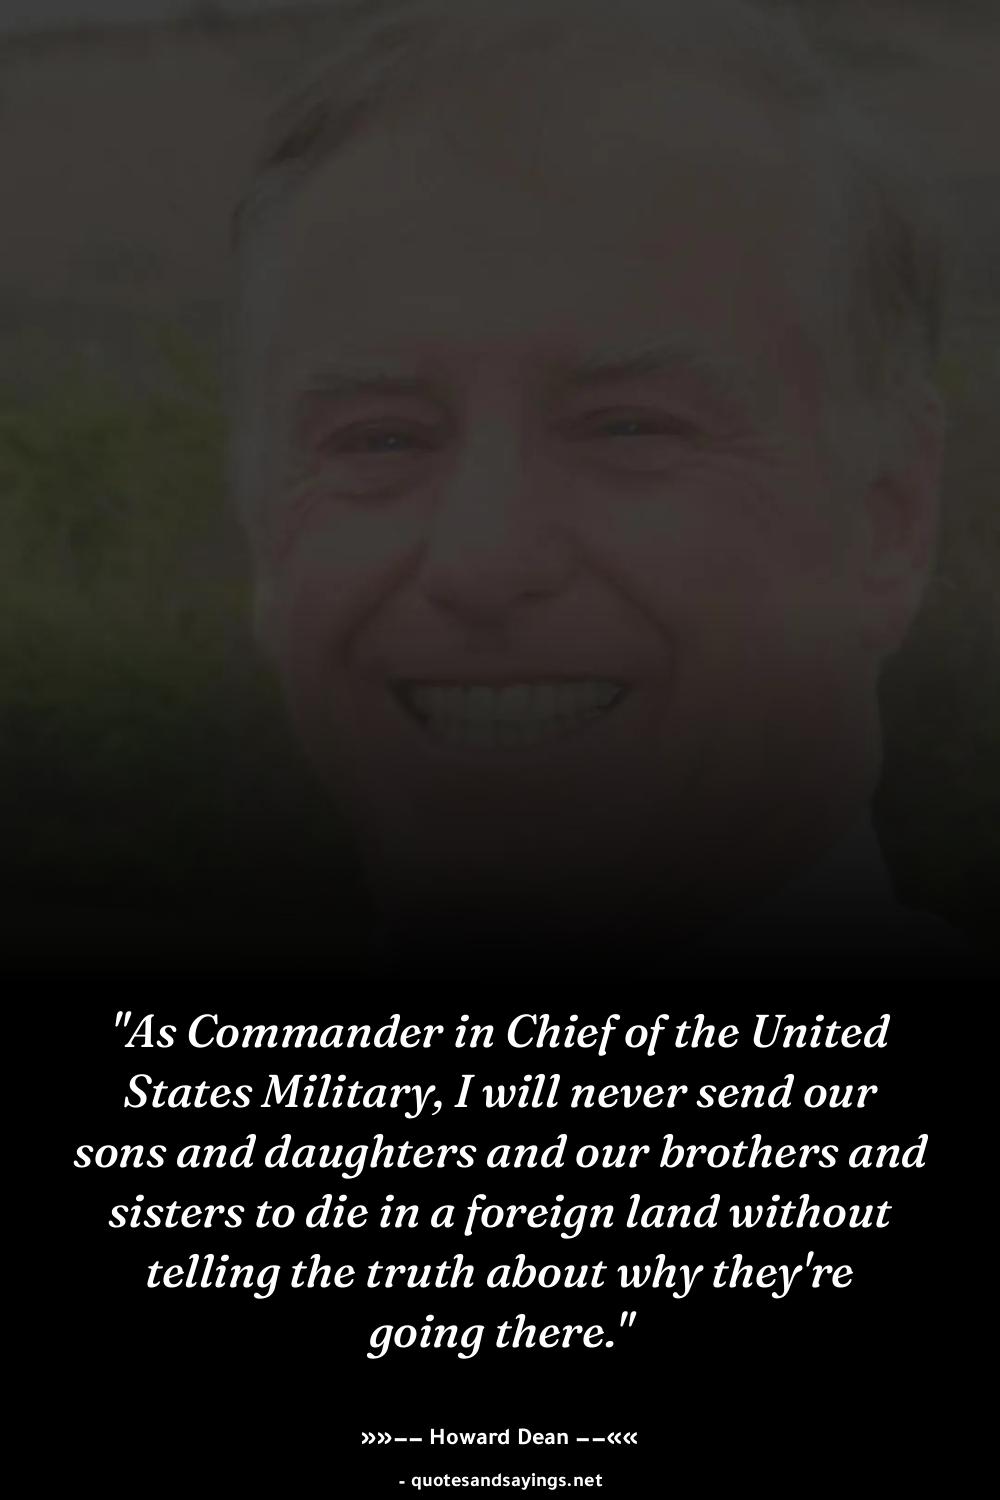 "As Commander in Chief of the United
States Military, I will never send our
sons and daughters and our brothers and
sisters to die in a foreign land without
telling the truth about why they're
going there."
»»−− Howard Dean −−««
- quotesandsayings.net